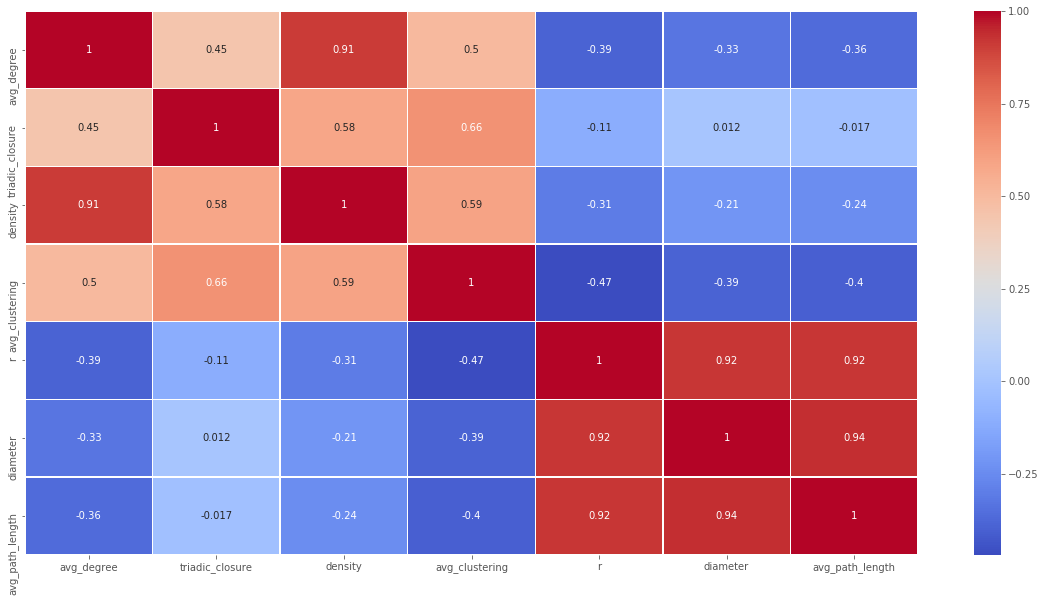 avg_degree 1 0.45 0.91 0.5 -0.39 -0.33 -0.36
triadic_closure 0.45 1 0.58 0.66 -0.11 0.012 -0.017
density 0.91 0.58 1 0.59 -0.31 -0.21 -0.24
avg_clustering 0.5 0.66 0.59 1 -0.47 -0.39 -0.4
r -0.39 -0.11 -0.31 -0.47 1 0.92 0.92
diameter -0.33 0.012 -0.21 -0.39 0.92 1 0.94
avg_path_length -0.36 -0.017 -0.24 -0.4 0.92 0.94 1
avg_degree triadic_closure density avg_clustering r diameter avg_path_length
1.00
0.75
0.50
0.25
0.00
−0.25